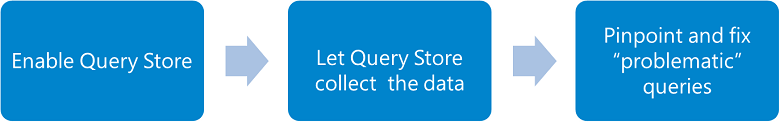 Enable Query Store
Let Query Store
collect the data
Pinpoint and fix
“problematic”
queries